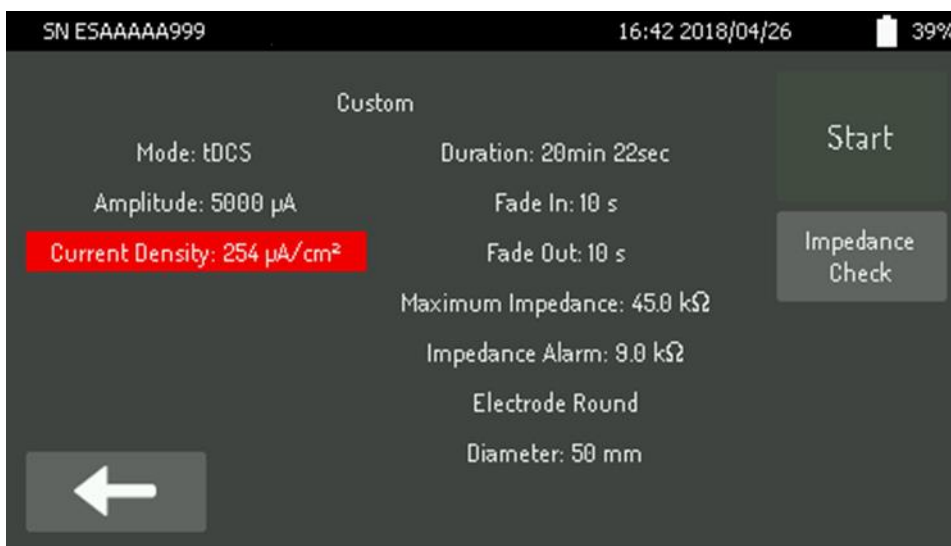 SN ESAAAAA999
16:42 2018/04/26
39%
Custom
Mode: tDCS
Amplitude: 5000 µA
Current Density: 254 µA/cm²
Duration: 20min 22sec
Fade In: 10 s
Fade Out: 10 s
Maximum Impedance: 45.0 kΩ
Impedance Alarm: 9.0 kΩ
Electrode Round
Diameter: 50 mm
Start
Impedance
Check